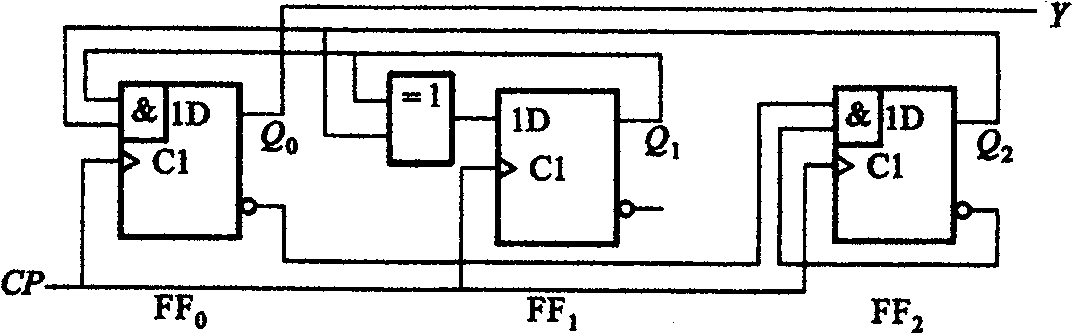 Y
& 1D C1 Q₀
= 1
1D C1 Q₁
& 1D C1 Q₂
CP
FF₀ FF₁ FF₂